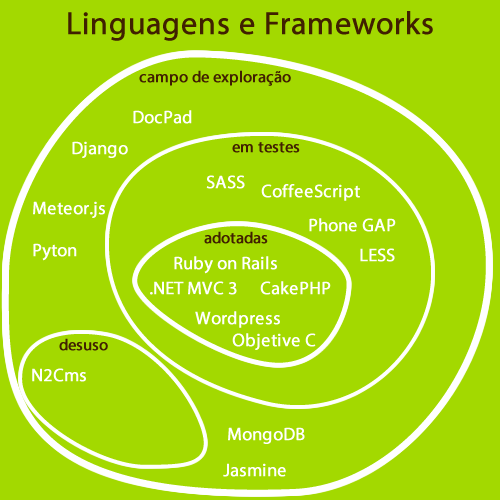 Linguagens e Frameworks
campo de exploração
DocPad
Django
em testes
SASS
CoffeeScript
Meteor.js
Phone GAP
adotadas
Pyton
LESS
Ruby on Rails
.NET MVC 3
CakePHP
Wordpress
Objetive C
desuso
N2Cms
MongoDB
Jasmine